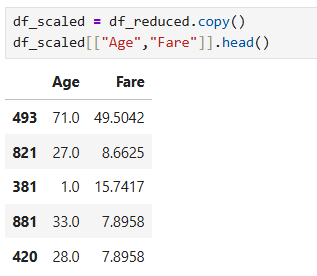 df_scaled = df_reduced.copy()
df_scaled[["Age","Fare"]].head()
Age Fare
493 71.0 49.5042
821 27.0 8.6625
381 1.0 15.7417
881 33.0 7.8958
420 28.0 7.8958